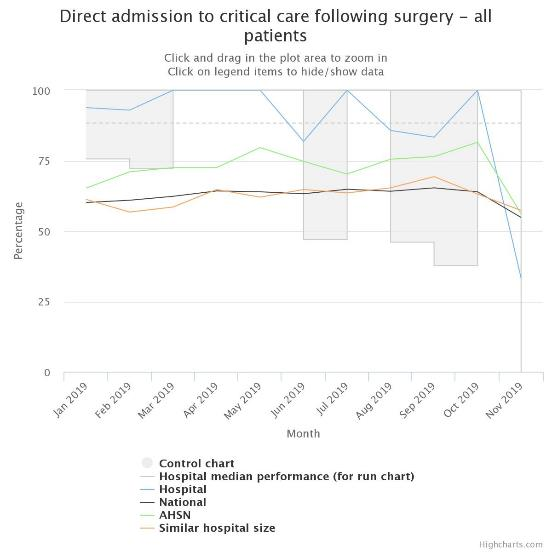 Direct admission to critical care following surgery - all
patients
Click and drag in the plot area to zoom in
Click on legend items to hide/show data
100
75
50
25
0
Percentage
Jan 2019
Feb 2019
Mar 2019
Apr 2019
May 2019
Jun 2019
Jul 2019
Aug 2019
Sep 2019
Oct 2019
Nov 2019
Month
Control chart
Hospital median performance (for run chart)
Hospital
National
AHSN
Similar hospital size
Highcharts.com